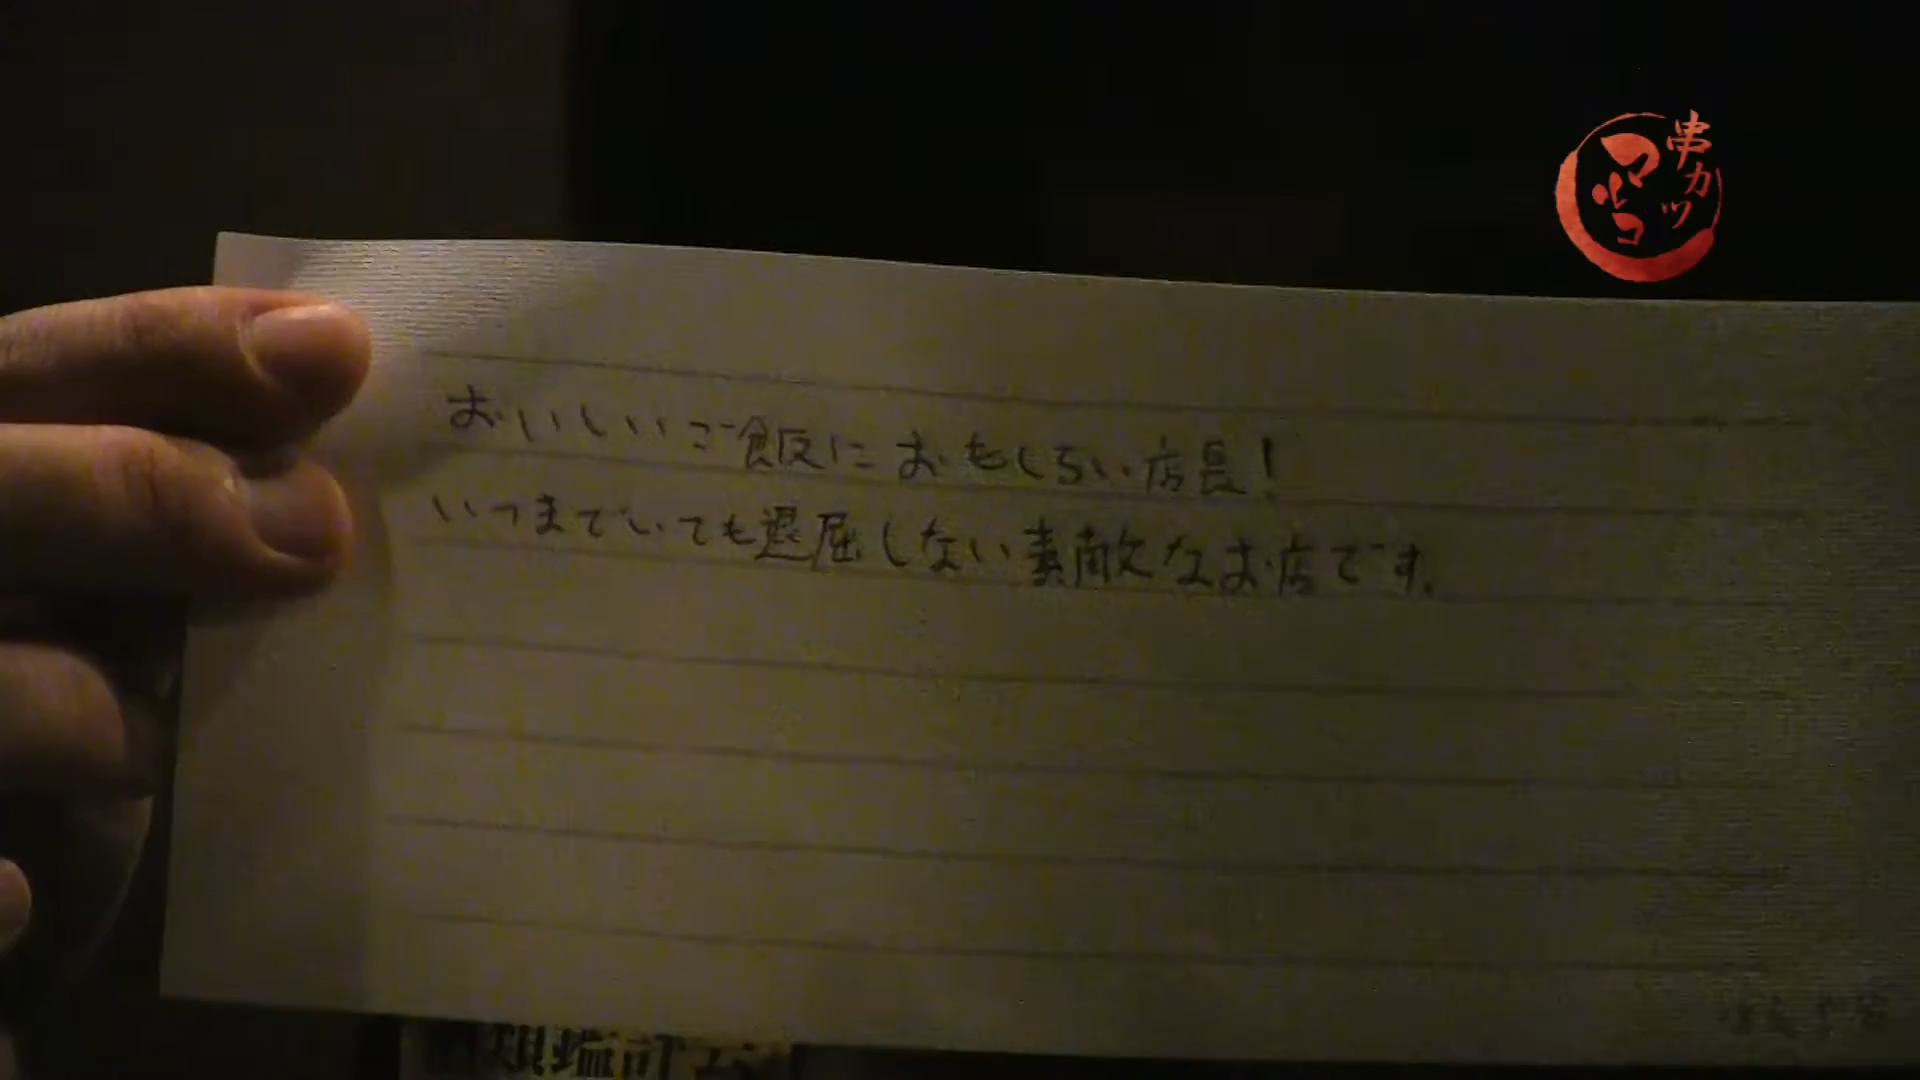 串カツ
マルコ
おいしいご飯におもしろい店長!
いつまでいても退屈しない素敵なお店です。